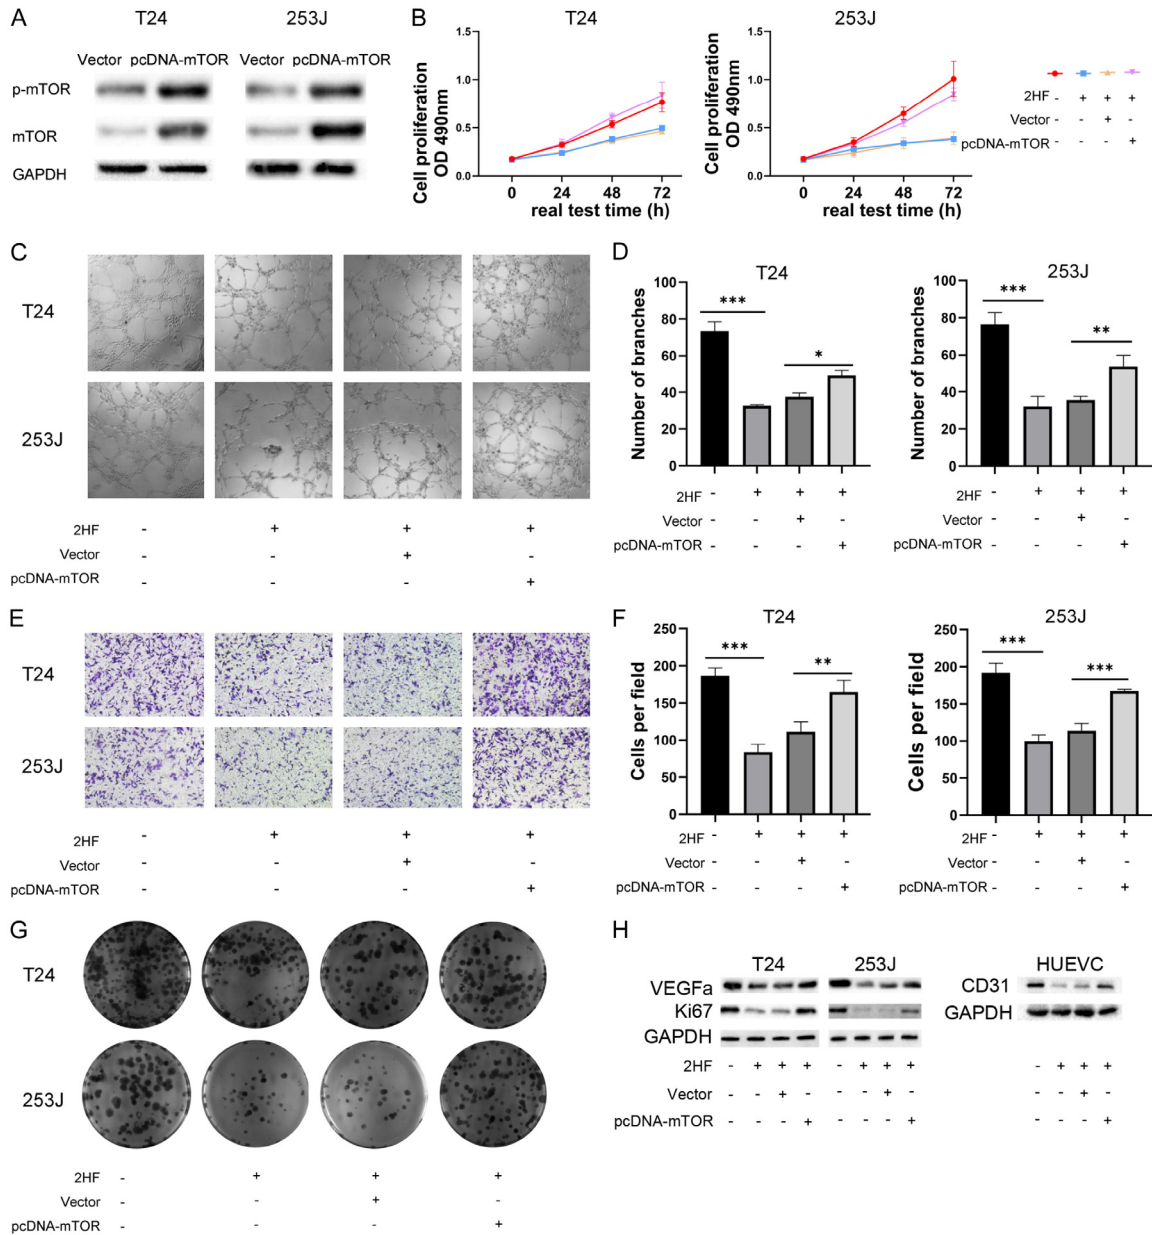 A
T24 253J
Vector pcDNA-mTOR Vector pcDNA-mTOR
p-mTOR
mTOR
GAPDH
B
T24
Cell proliferation
OD 490nm
1.5
1.0
0.5
0.0
0 24 48 72
real test time (h)
253J
Cell proliferation
OD 490nm
1.5
1.0
0.5
0.0
0 24 48 72
real test time (h)
2HF - + + +
Vector - - + -
pcDNA-mTOR - - - +
C
T24
253J
2HF - + + +
Vector - - + -
pcDNA-mTOR - - - +
D
T24
Number of branches
100
80
60
40
20
0
***
*
2HF - + + +
Vector - - + -
pcDNA-mTOR - - - +
253J
Number of branches
100
80
60
40
20
0
***
**
2HF - + + +
Vector - - + -
pcDNA-mTOR - - - +
E
T24
253J
2HF - + + +
Vector - - + -
pcDNA-mTOR - - - +
F
T24
Cells per field
250
200
150
100
50
0
***
**
2HF - + + +
Vector - - + -
pcDNA-mTOR - - - +
253J
Cells per field
250
200
150
100
50
0
***
***
2HF - + + +
Vector - - + -
pcDNA-mTOR - - - +
G
T24
253J
2HF - + + +
Vector - - + -
pcDNA-mTOR - - - +
H
T24 253J
VEGFa
Ki67
GAPDH
2HF - + + + - + + +
Vector - - + - - - + -
pcDNA-mTOR - - - + - - - +
HUEVC
CD31
GAPDH
- + + +
- - + -
- - - +